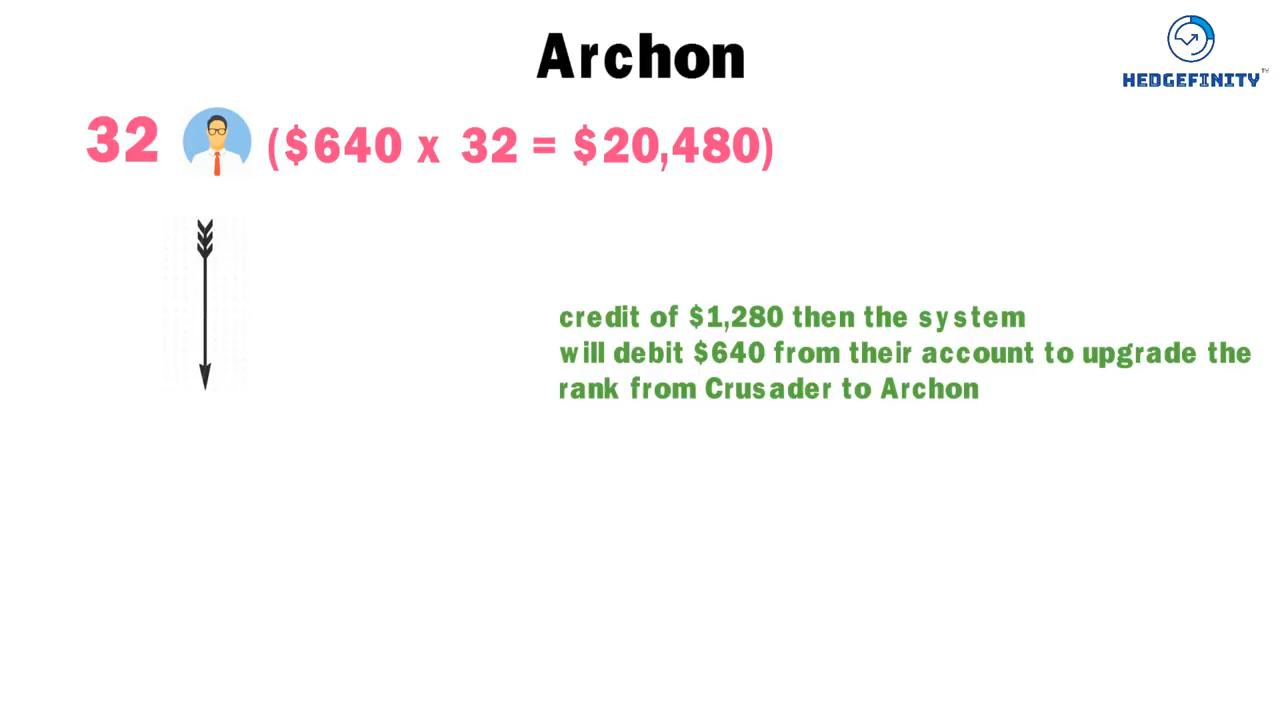 Archon
HEDGEFINITY TM
32 ($640 x 32 = $20,480)
credit of $1,280 then the system
will debit $640 from their account to upgrade the
rank from Crusader to Archon